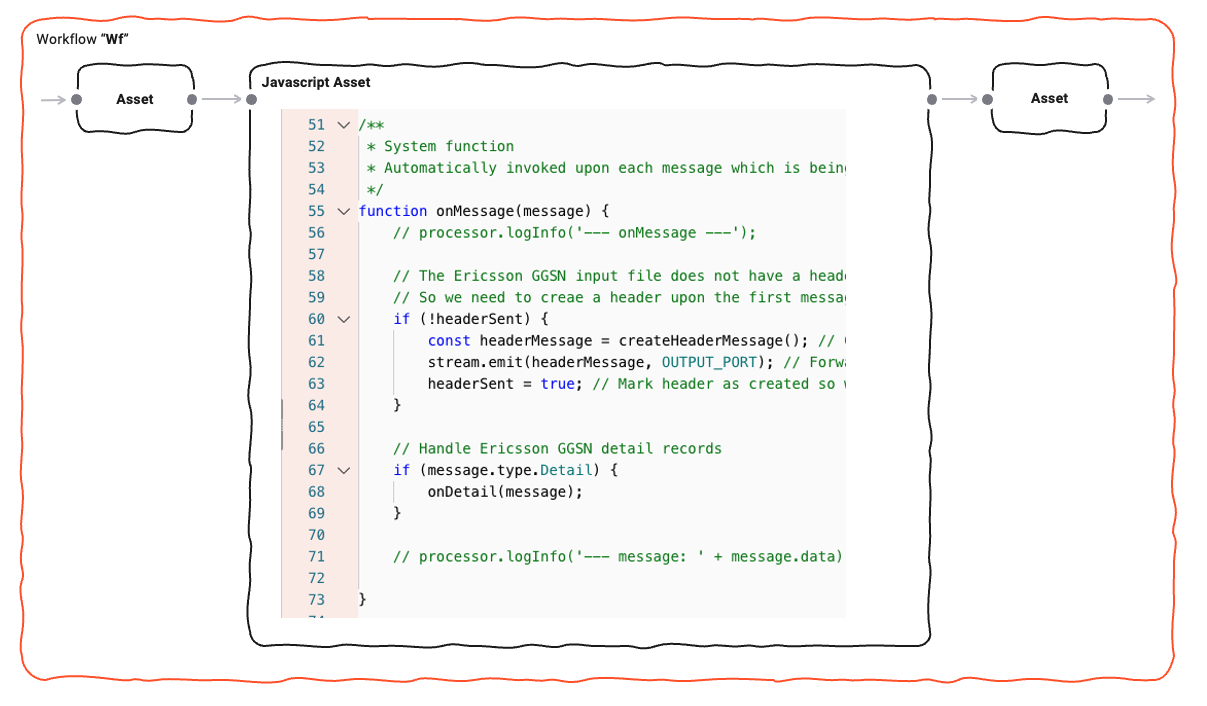 Workflow “Wf”
Asset
Javascript Asset
Asset
51 /**
52 * System function
53 * Automatically invoked upon each message which is being
54 */
55 function onMessage(message) {
56 // processor.logInfo('--- onMessage ---');
57
58 // The Ericsson GGSN input file does not have a heade
59 // So we need to creae a header upon the first messa
60 if (!headerSent) {
61 const headerMessage = createHeaderMessage(); //
62 stream.emit(headerMessage, OUTPUT_PORT); // Forwa
63 headerSent = true; // Mark header as created so
64 }
65
66 // Handle Ericsson GGSN detail records
67 if (message.type.Detail) {
68 onDetail(message);
69 }
70
71 // processor.logInfo('--- message: ' + message.data)
72
73 }